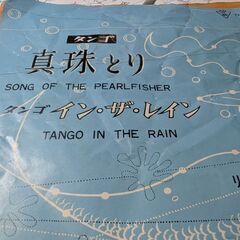 タンゴ
真珠とり
SONG OF THE PEARLFISHER
タンゴ イン・ザ・レイン
TANGO IN THE RAIN